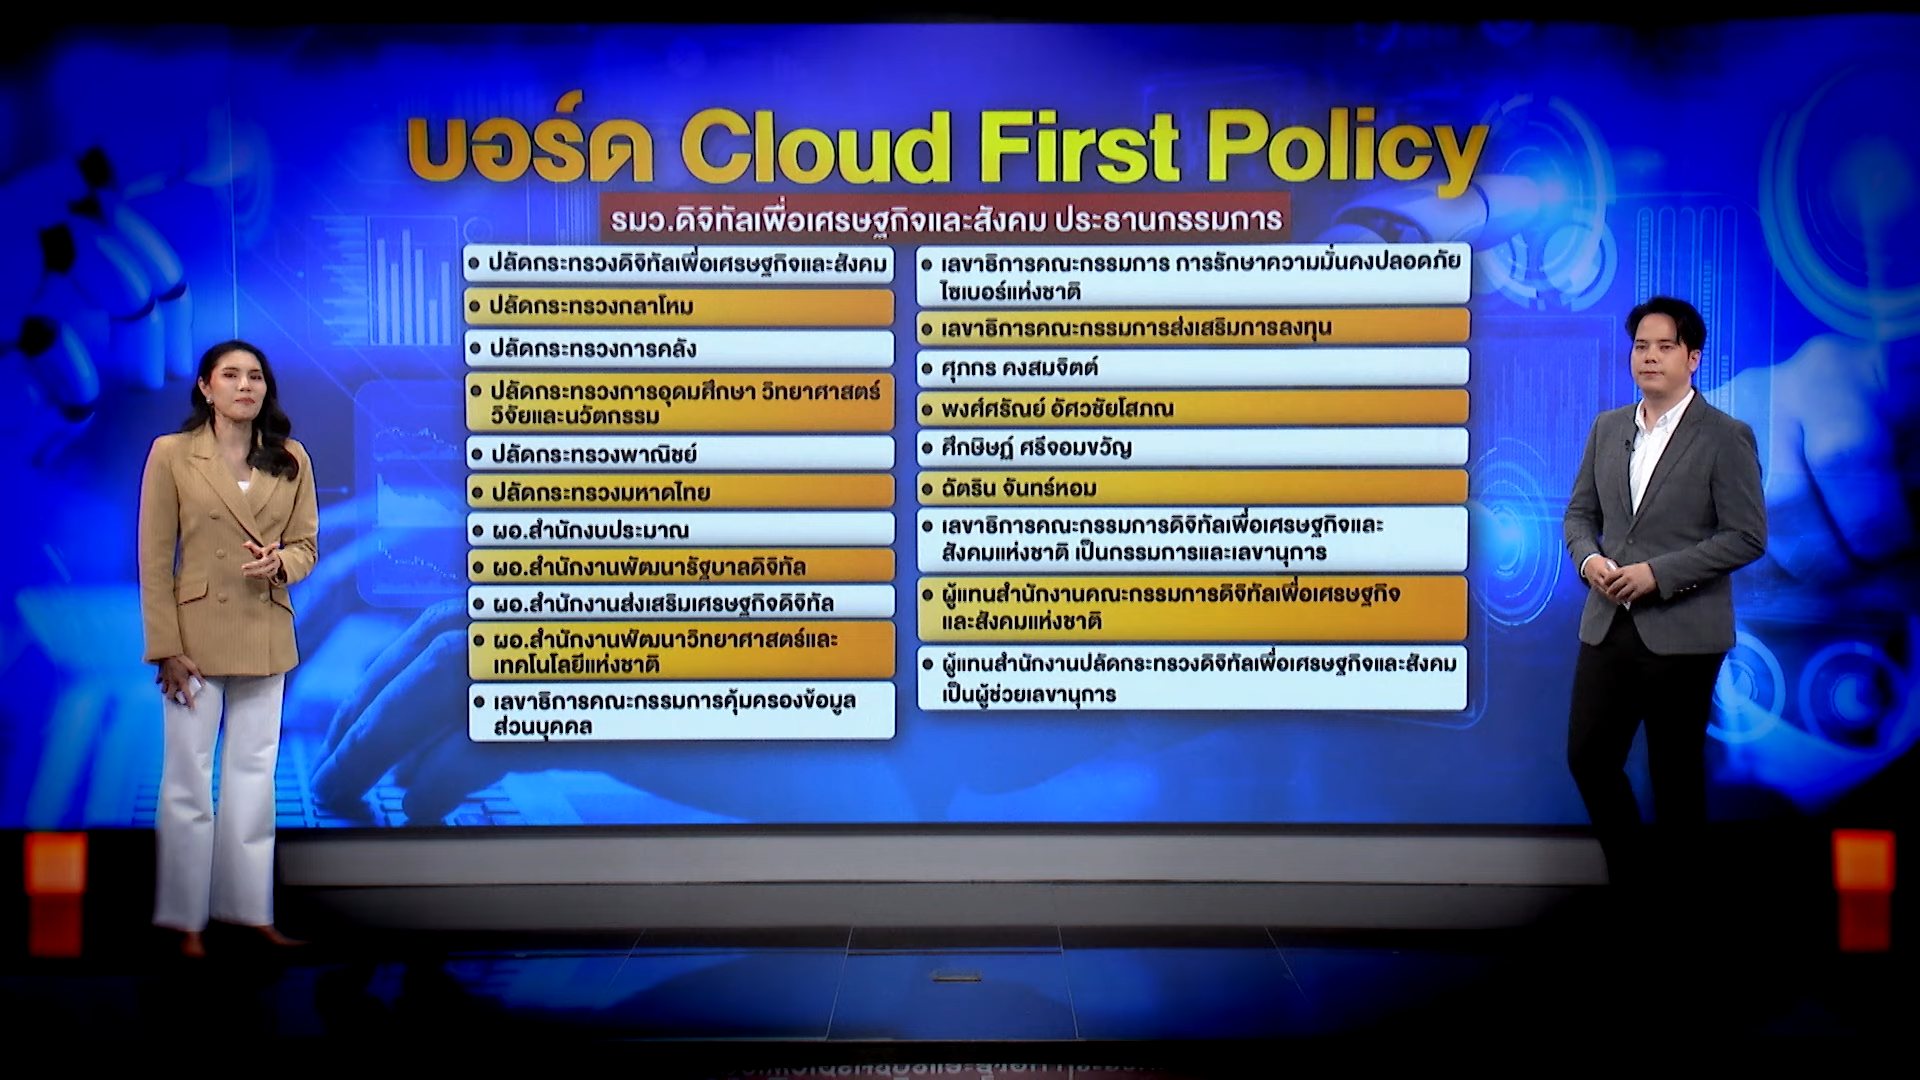 บอร์ด Cloud First Policy
รมว.ดิจิทัลเพื่อเศรษฐกิจและสังคม ประธานกรรมการ
• ปลัดกระทรวงดิจิทัลเพื่อเศรษฐกิจและสังคม
• ปลัดกระทรวงกลาโหม
• ปลัดกระทรวงการคลัง
• ปลัดกระทรวงการอุดมศึกษา วิทยาศาสตร์
วิจัยและนวัตกรรม
• ปลัดกระทรวงพาณิชย์
• ปลัดกระทรวงมหาดไทย
• ผอ.สำนักงบประมาณ
• ผอ.สำนักงานพัฒนารัฐบาลดิจิทัล
• ผอ.สำนักงานส่งเสริมเศรษฐกิจดิจิทัล
• ผอ.สำนักงานพัฒนาวิทยาศาสตร์และ
เทคโนโลยีแห่งชาติ
• เลขาธิการคณะกรรมการคุ้มครองข้อมูล
ส่วนบุคคล
• เลขาธิการคณะกรรมการ การรักษาความมั่นคงปลอดภัย
ไซเบอร์แห่งชาติ
• เลขาธิการคณะกรรมการส่งเสริมการลงทุน
• ศุภกร คงสมจิตต์
• พงศ์ศรัณย์ อัศวชัยโสภณ
• ศึกษิษฏ์ ศรีจอมขวัญ
• ฉัตริน จันทร์หอม
• เลขาธิการคณะกรรมการดิจิทัลเพื่อเศรษฐกิจและ
สังคมแห่งชาติ เป็นกรรมการและเลขานุการ
• ผู้แทนสำนักงานคณะกรรมการดิจิทัลเพื่อเศรษฐกิจ
และสังคมแห่งชาติ
• ผู้แทนสำนักงานปลัดกระทรวงดิจิทัลเพื่อเศรษฐกิจและสังคม
เป็นผู้ช่วยเลขานุการ